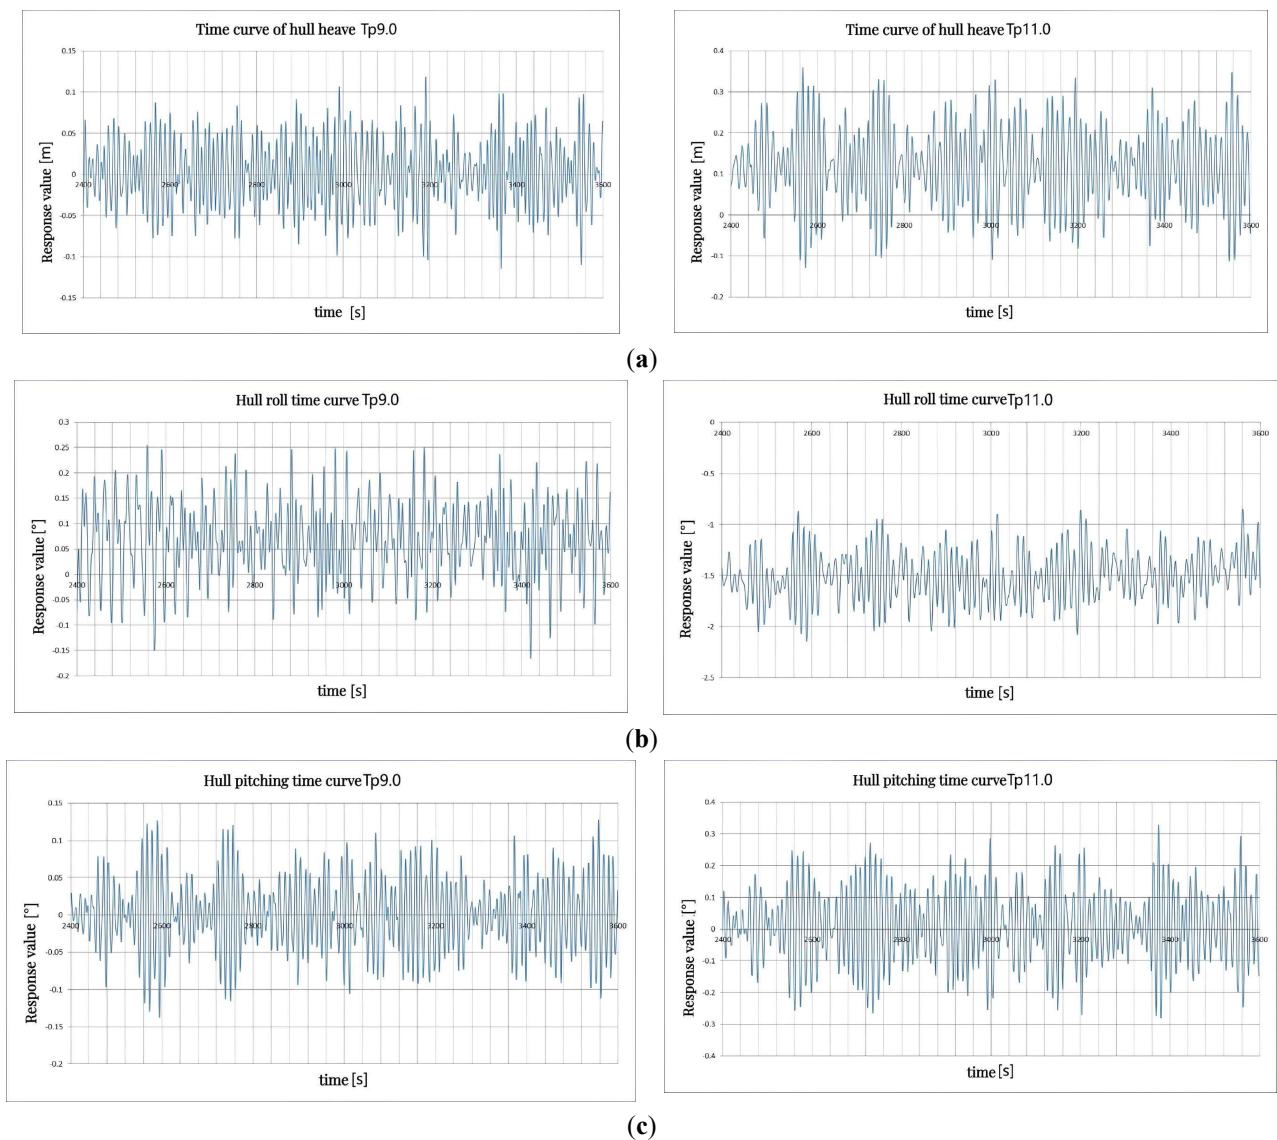 Time curve of hull heave Tp9.0
0.15
0.1
0.05
0
-0.05
-0.1
-0.15
2400 2600 2800 3000 3200 3400 3600
Response value [m]
time [s]
Time curve of hull heave Tp11.0
0.4
0.3
0.2
0.1
0
-0.1
-0.2
2400 2600 2800 3000 3200 3400 3600
Response value [m]
time [s]
(a)
Hull roll time curve Tp9.0
0.3
0.25
0.2
0.15
0.1
0.05
0
-0.05
-0.1
-0.15
-0.2
2400 2600 2800 3000 3200 3400 3600
Response value [°]
time [s]
Hull roll time curve Tp11.0
0
-0.5
-1
-1.5
-2
-2.5
2400 2600 2800 3000 3200 3400 3600
Response value [°]
time [s]
(b)
Hull pitching time curve Tp9.0
0.15
0.1
0.05
0
-0.05
-0.1
-0.15
-0.2
2400 2600 2800 3000 3200 3400 3600
Response value [°]
time [s]
Hull pitching time curve Tp11.0
0.4
0.3
0.2
0.1
0
-0.1
-0.2
-0.3
-0.4
2400 2600 2800 3000 3200 3400 3600
Response value.[°]
time [s]
(c)